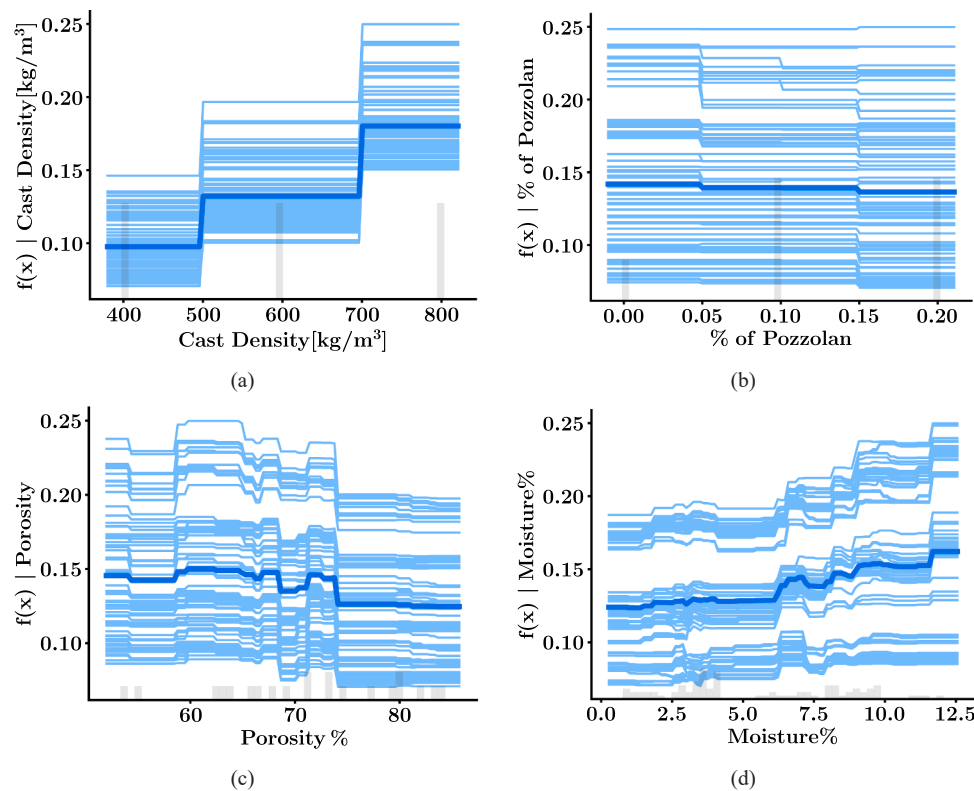 0.25
0.20
0.15
0.10
f(x) | Cast Density[kg/m³]
400 500 600 700 800
Cast Density[kg/m³]
(a)
0.25
0.20
0.15
0.10
f(x) | % of Pozzolan
0.00 0.05 0.10 0.15 0.20
% of Pozzolan
(b)
0.25
0.20
0.15
0.10
f(x) | Porosity
60 70 80
Porosity %
(c)
0.25
0.20
0.15
0.10
f(x) | Moisture%
0.0 2.5 5.0 7.5 10.0 12.5
Moisture%
(d)